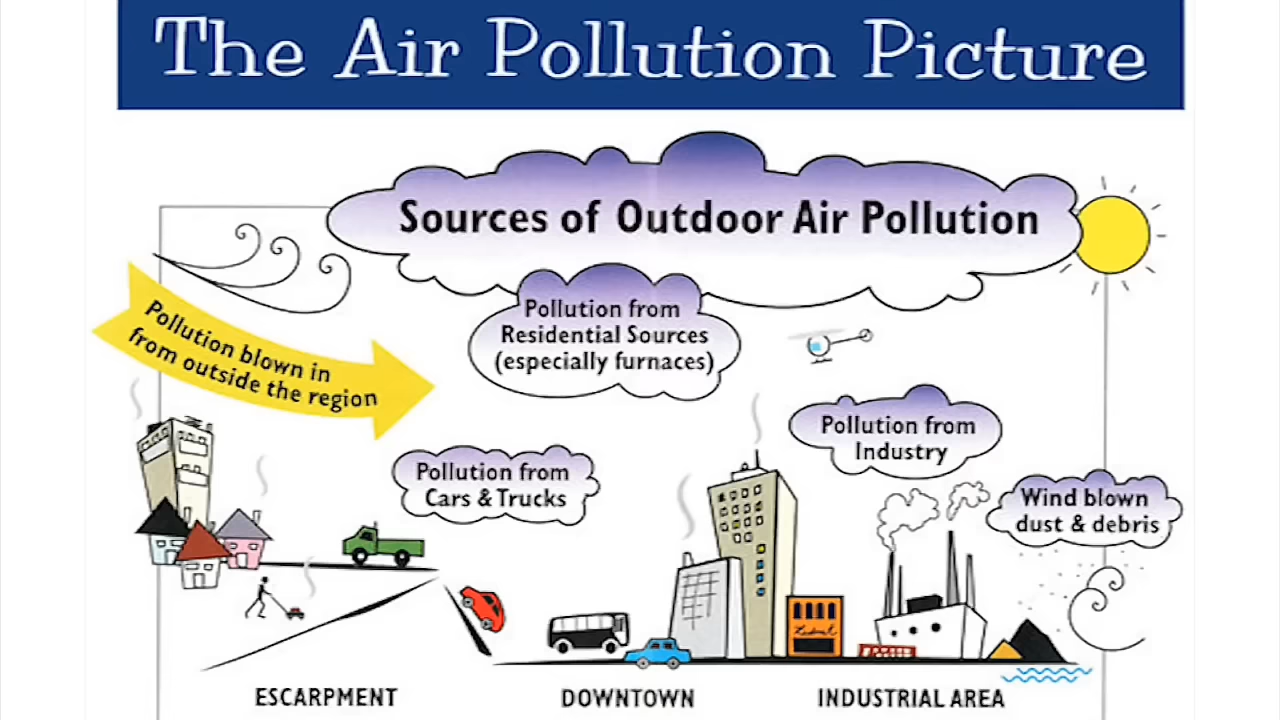 The Air Pollution Picture
Sources of Outdoor Air Pollution
Pollution blown in
from outside the region
Pollution from
Residential Sources
(especially furnaces)
Pollution from
Industry
Pollution from
Cars & Trucks
Wind blown
dust & debris
ESCARPMENT
DOWNTOWN
INDUSTRIAL AREA